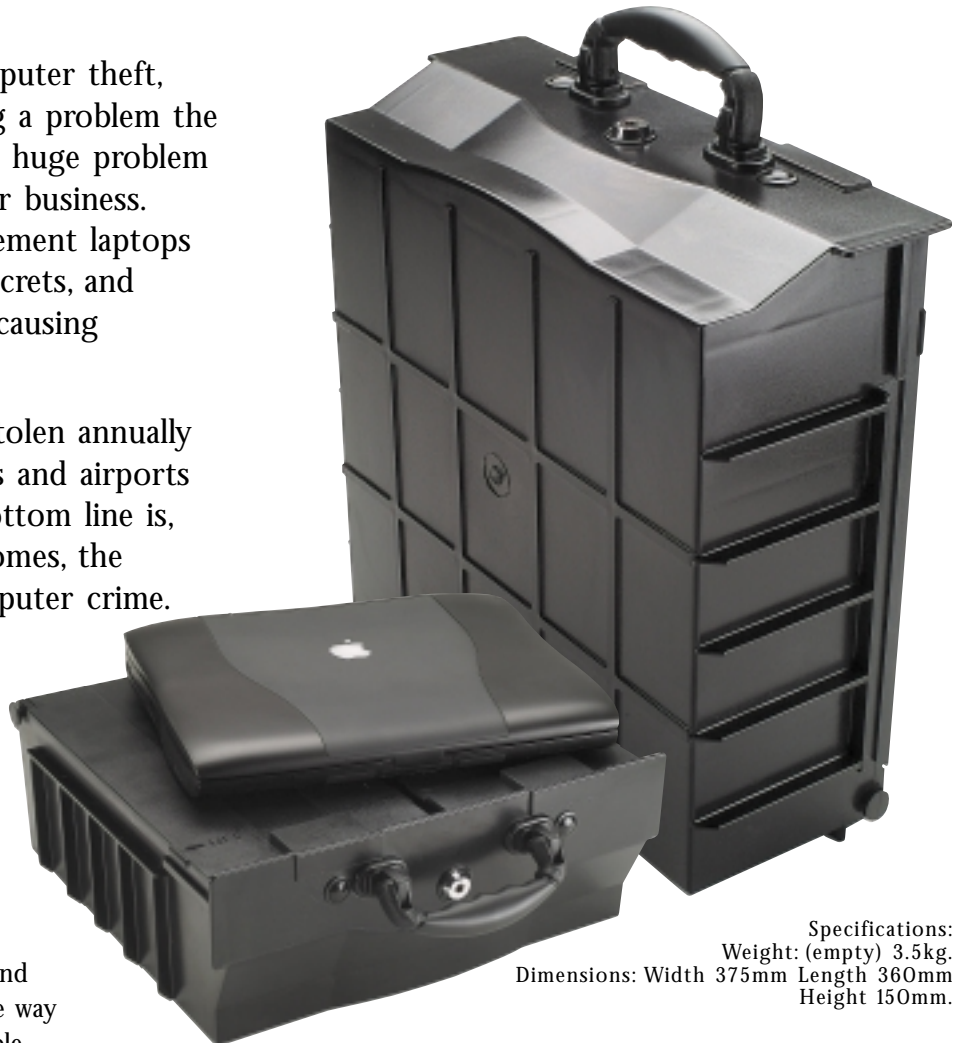 puter theft,
g a problem the
huge problem
r business.
ement laptops
crets, and
causing
tolen annually
s and airports
ottom line is,
omes, the
puter crime.
nd
e way
ple
Specifications:
Weight: (empty) 3.5kg.
Dimensions: Width 375mm Length 360mm
Height 150mm.